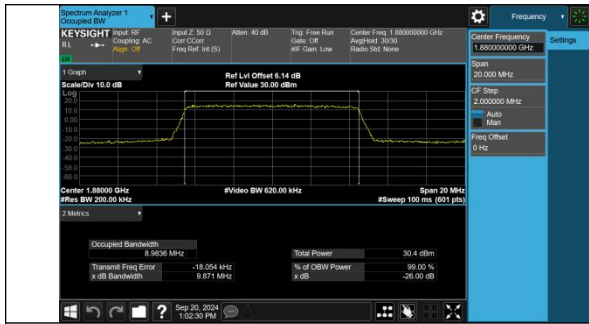 Spectrum Analyzer 1
Occupied BW
+
Frequency
KEYSIGHT
Input: RF
Input Z: 50 Ω
Atten: 40 dB
Trig: Free Run
Center Freq: 1.880000000 GHz
RL
Coupling: AC
Corr CCorr
Gate: Off
Avg|Hold: 30/30
Align: Off
Freq Ref: Int (S)
#IF Gain: Low
Radio Std: None
Center Frequency
1.880000000 GHz
Settings
Span
20.000 MHz
CF Step
2.000000 MHz
Auto
Man
Freq Offset
0 Hz
1 Graph
Ref Lvl Offset 6.14 dB
Scale/Div 10.0 dB
Ref Value 30.00 dBm
Log
20.0
10.0
0.00
-10.0
-20.0
-30.0
-40.0
-50.0
-60.0
Center 1.88000 GHz
#Video BW 620.00 kHz
Span 20 MHz
#Res BW 200.00 kHz
#Sweep 100 ms (601 pts)
2 Metrics
Occupied Bandwidth
8.9836 MHz
Total Power
30.4 dBm
Transmit Freq Error
-18.054 kHz
% of OBW Power
99.00 %
x dB Bandwidth
9.871 MHz
x dB
-26.00 dB
?
Sep 20, 2024
1:02:30 PM